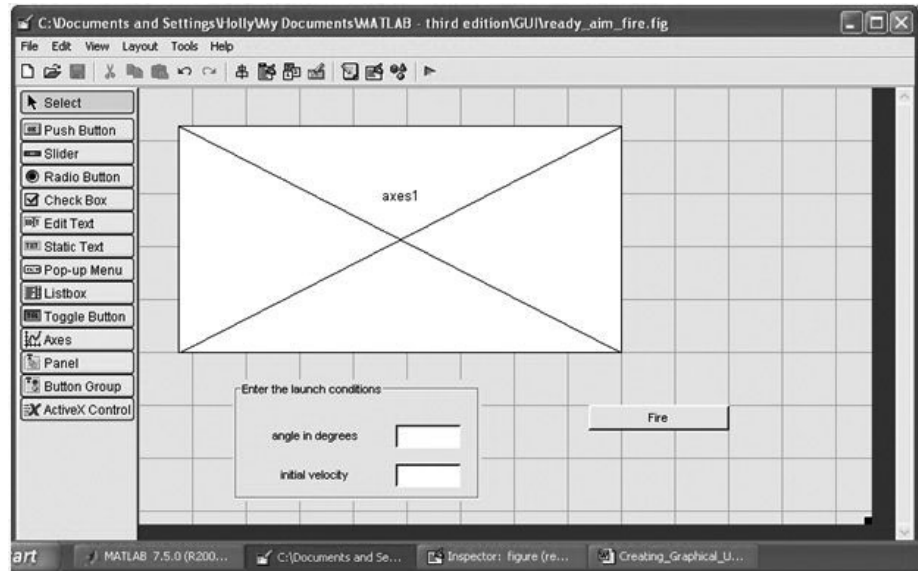 C:\Documents and Settings\Holly\My Documents\MATLAB - third edition\GUI\ready_aim_fire.fig
File Edit View Layout Tools Help
Select
Push Button
Slider
Radio Button
Check Box
Edit Text
Static Text
Pop-up Menu
Listbox
Toggle Button
Axes
Panel
Button Group
ActiveX Control
axes1
Enter the launch conditions
angle in degrees
initial velocity
Fire
art MATLAB 7.5.0 (R200... C:\Documents and Se... Inspector: figure (re... Creating_Graphical_U...